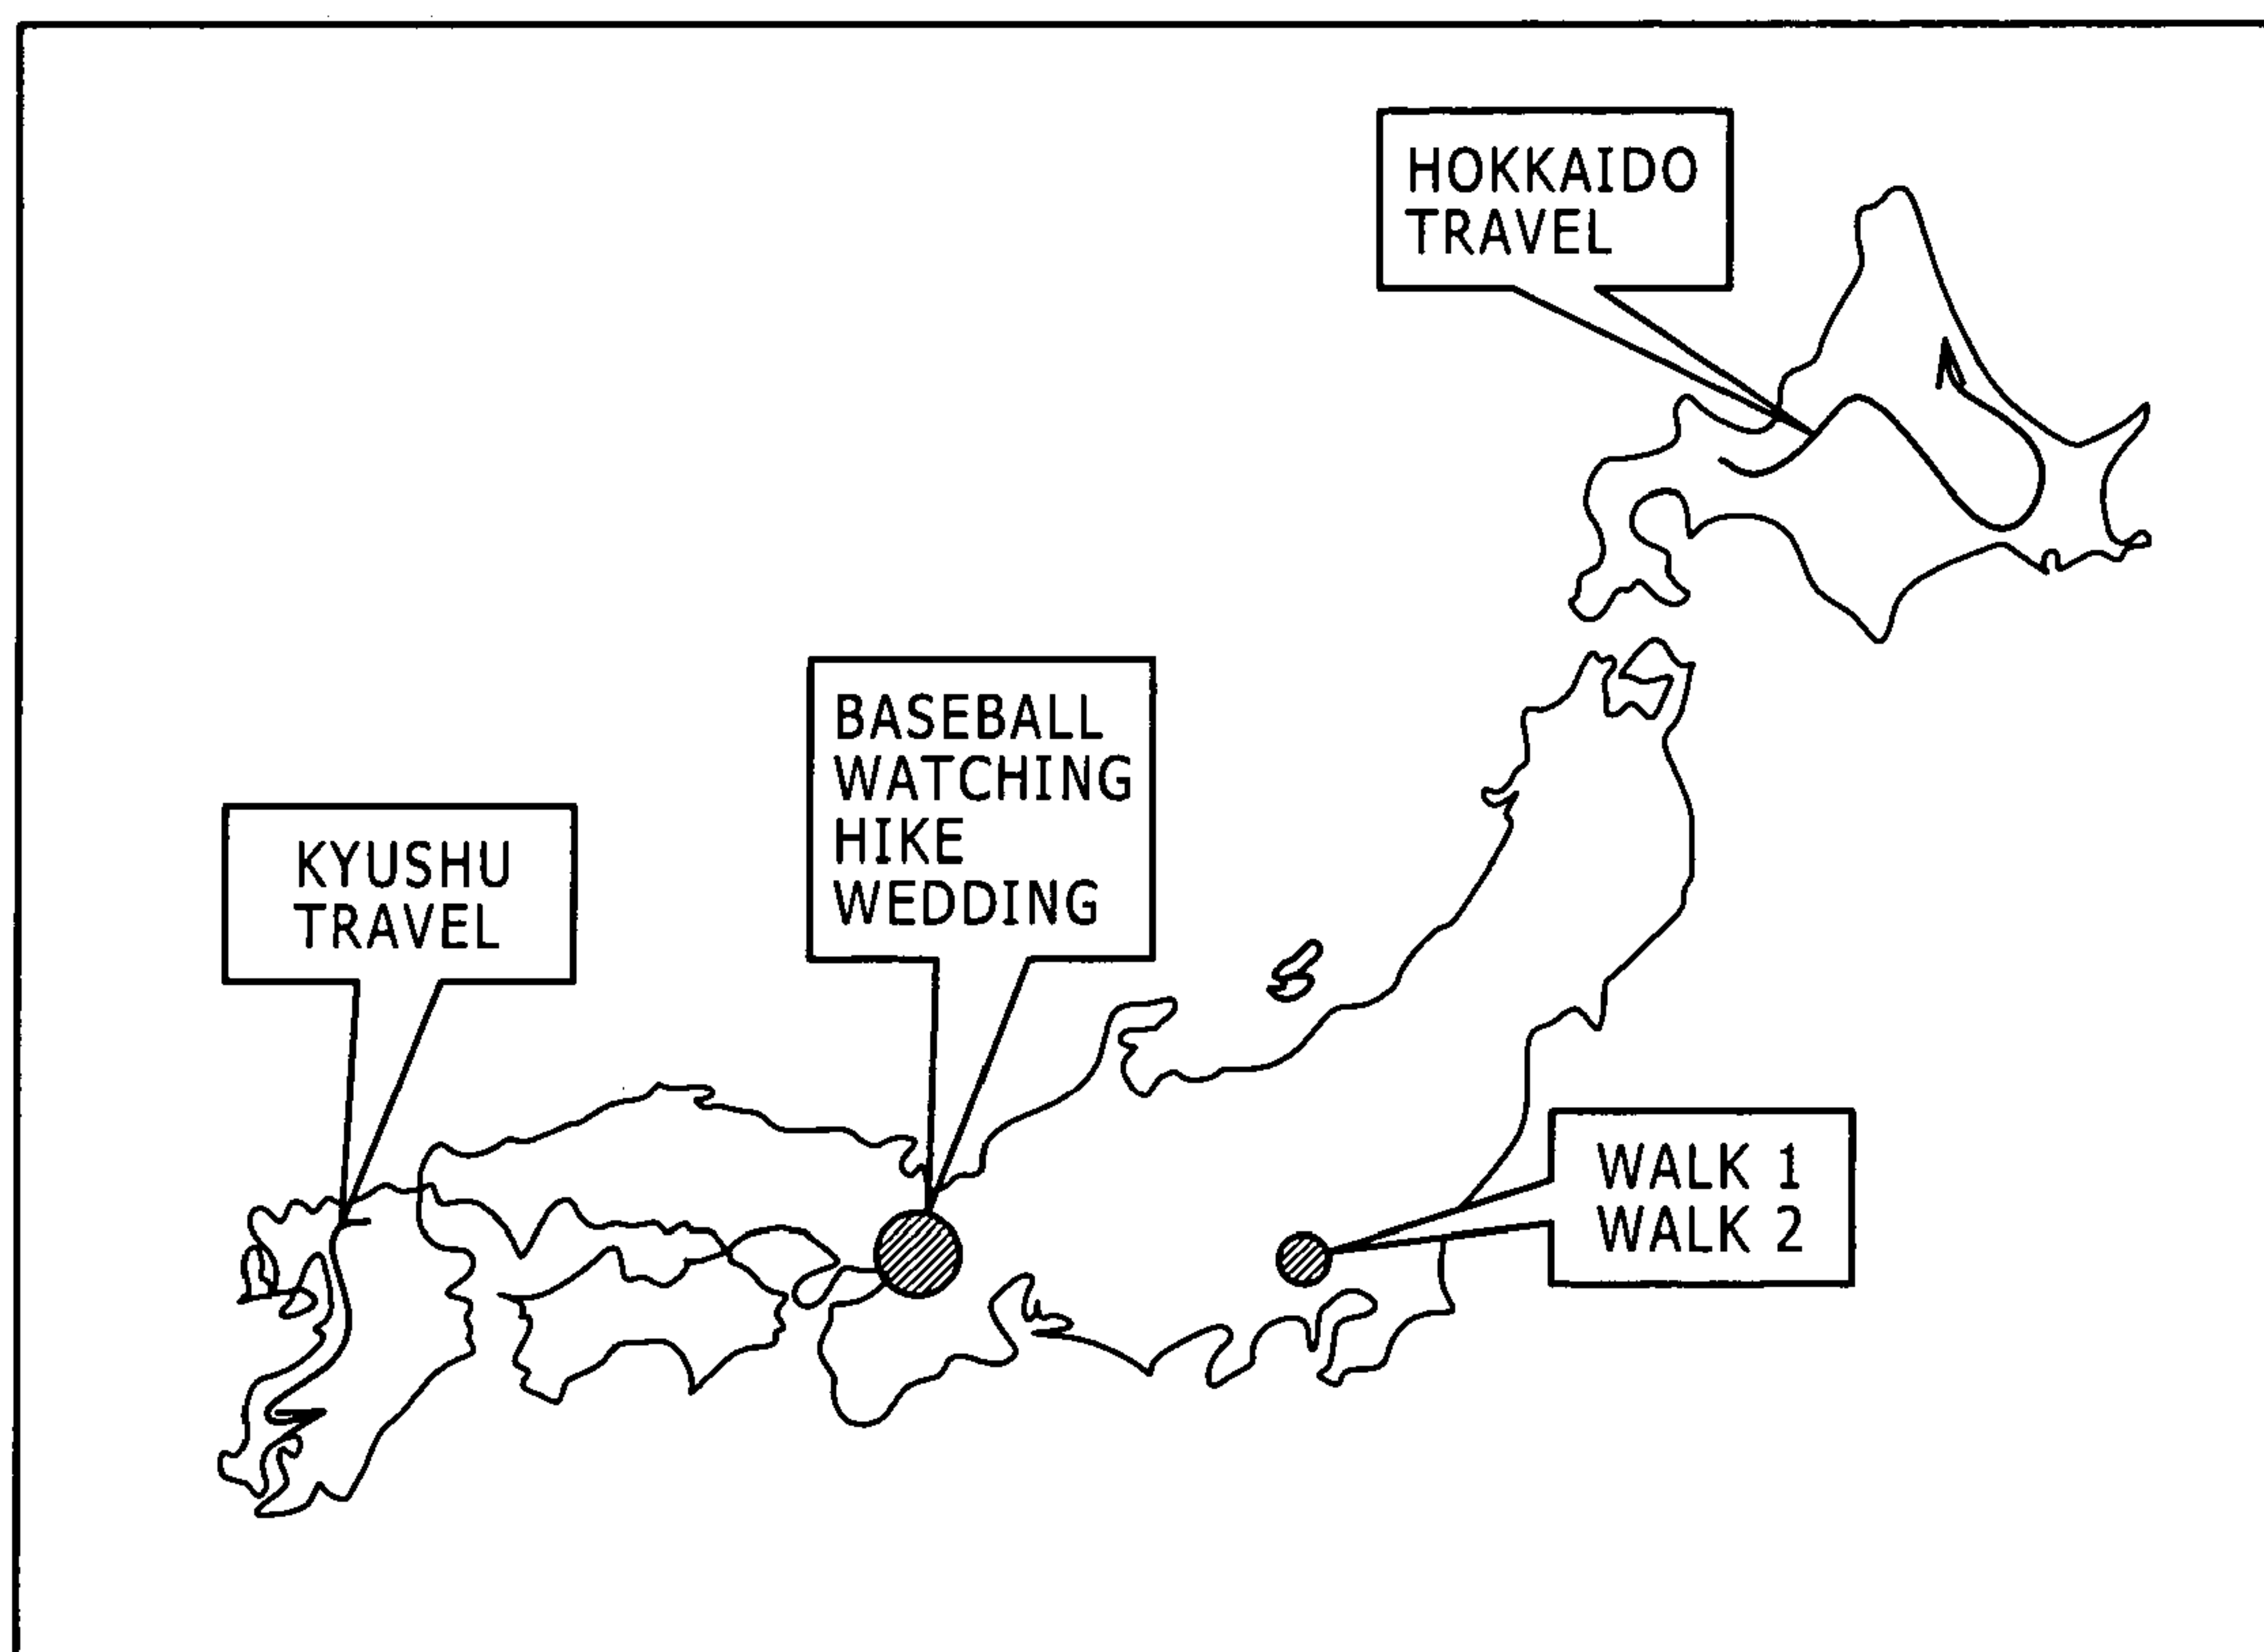 HOKKAIDO
TRAVEL
BASEBALL
WATCHING
HIKE
WEDDING
KYUSHU
TRAVEL
WALK 1
WALK 2